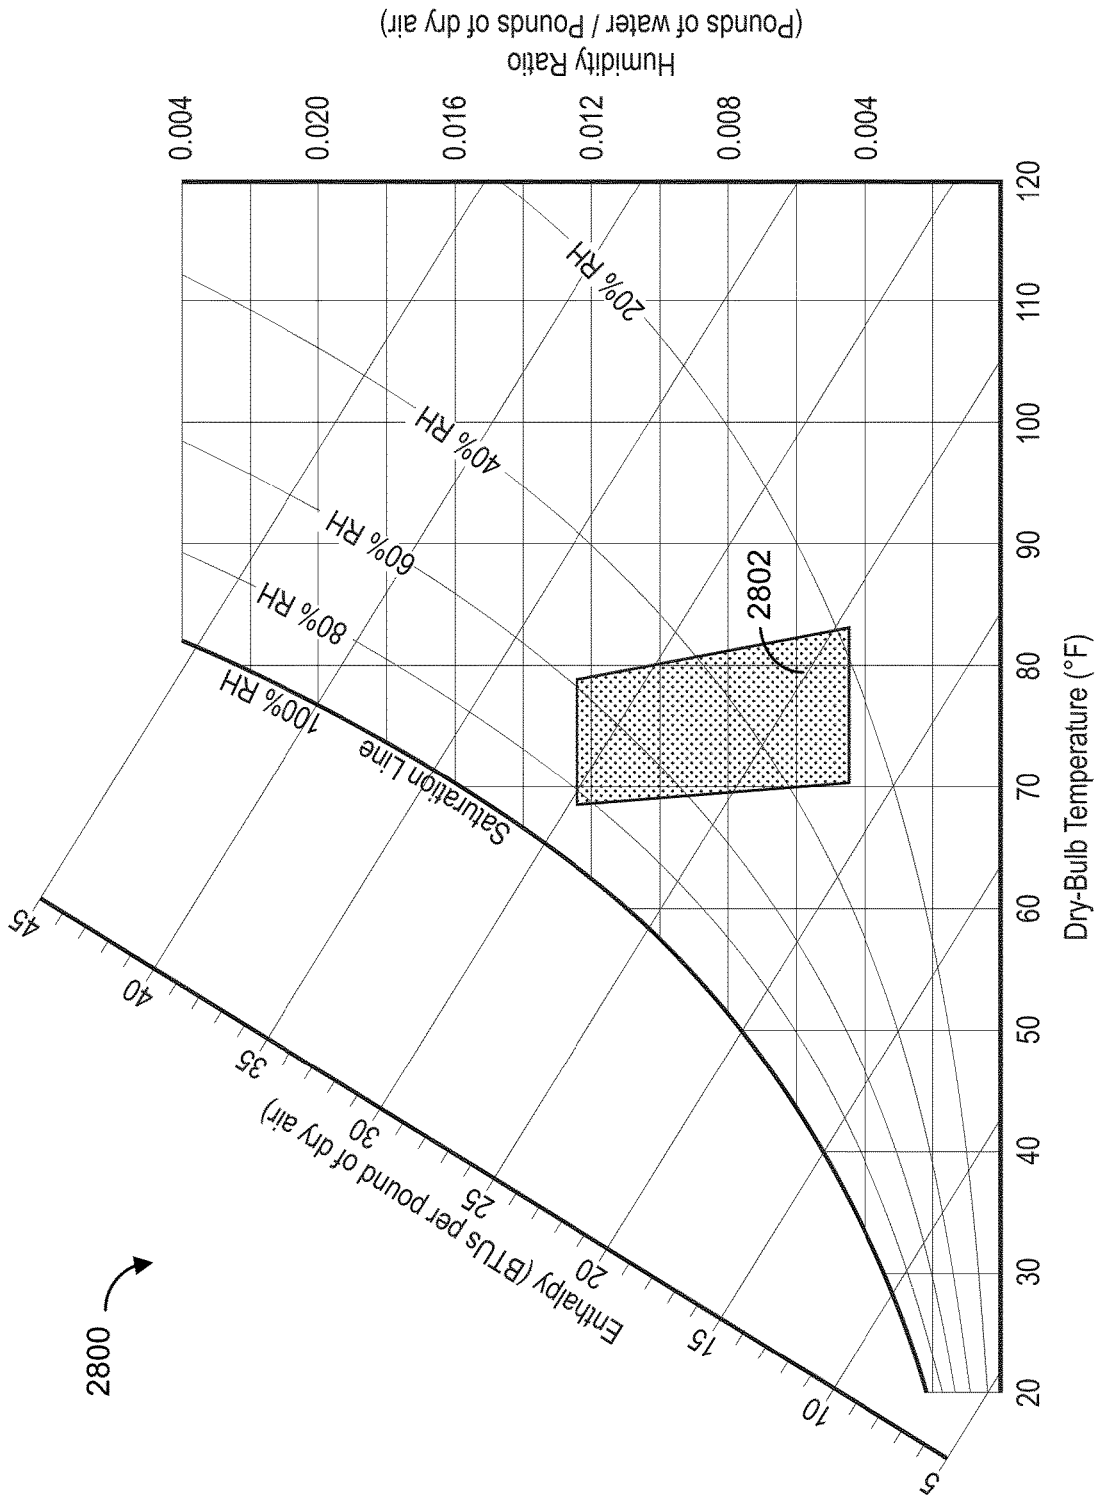 2800
Enthalpy (BTUs per pound of dry air)
5
10
15
20
25
30
35
40
45
Saturation Line
100% RH
80% RH
60% RH
40% RH
20% RH
2802
0.004
0.020
0.016
0.012
0.008
0.004
Humidity Ratio
(Pounds of water / Pounds of dry air)
20
30
40
50
60
70
80
90
100
110
120
Dry-Bulb Temperature (°F)